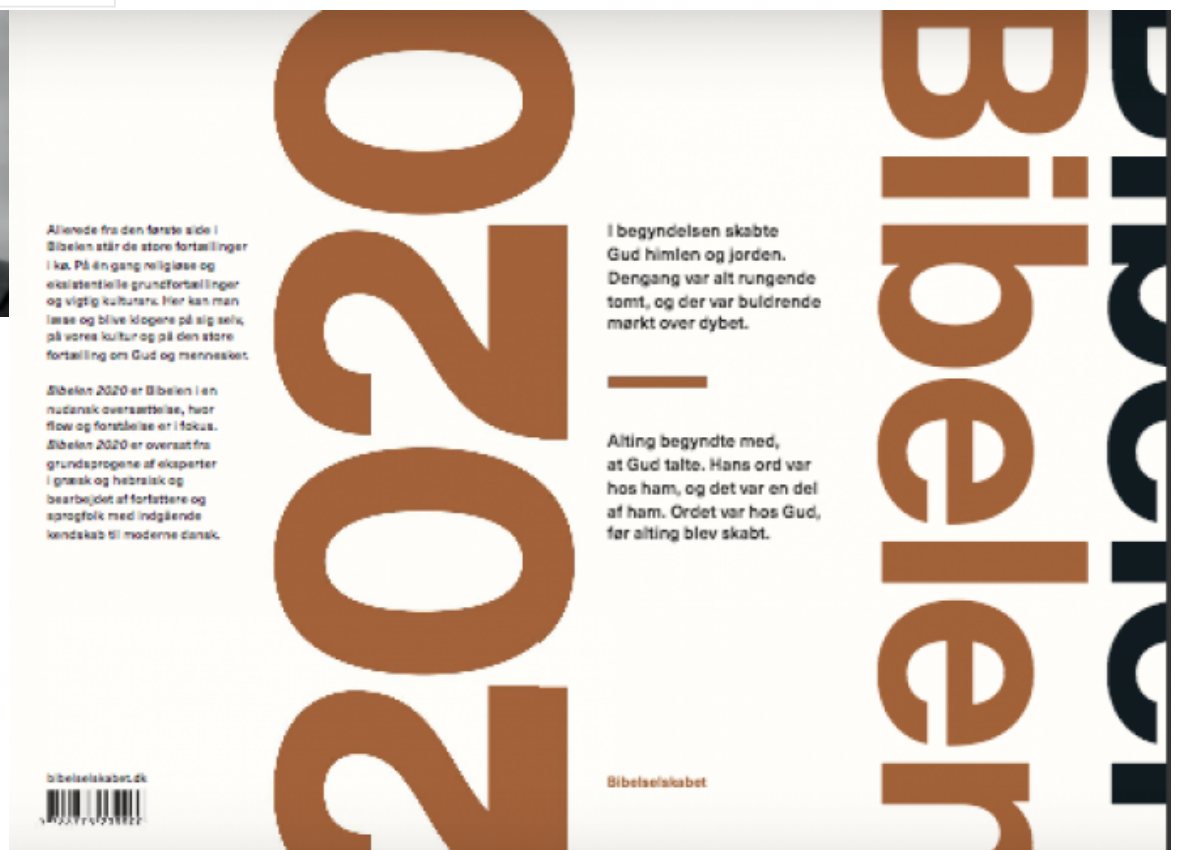 Allerede fra den første side i
Bibelen står de store fortællinger
i kø. På én gang religiøse og
eksistentielle grundfortællinger
og vigtig kulturarv. Her kan man
læse og blive klogere på sig selv,
på vores kultur og på den store
fortælling om Gud og mennesket.
Bibelen 2020 er Bibelen i en
nudansk oversættelse, hvor
flow og forståelse er i fokus.
Bibelen 2020 er oversat fra
grundsprogene af eksperter
i græsk og hebraisk og
bearbejdet af forfattere og
sprogfolk med indgående
kendskab til moderne dansk.
bibelselskabet.dk
2020
I begyndelsen skabte
Gud himlen og jorden.
Dengang var alt rungende
tomt, og der var buldrende
mørkt over dybet.
Alting begyndte med,
at Gud talte. Hans ord var
hos ham, og det var en del
af ham. Ordet var hos Gud,
før alting blev skabt.
Bibelselskabet
Bibelen